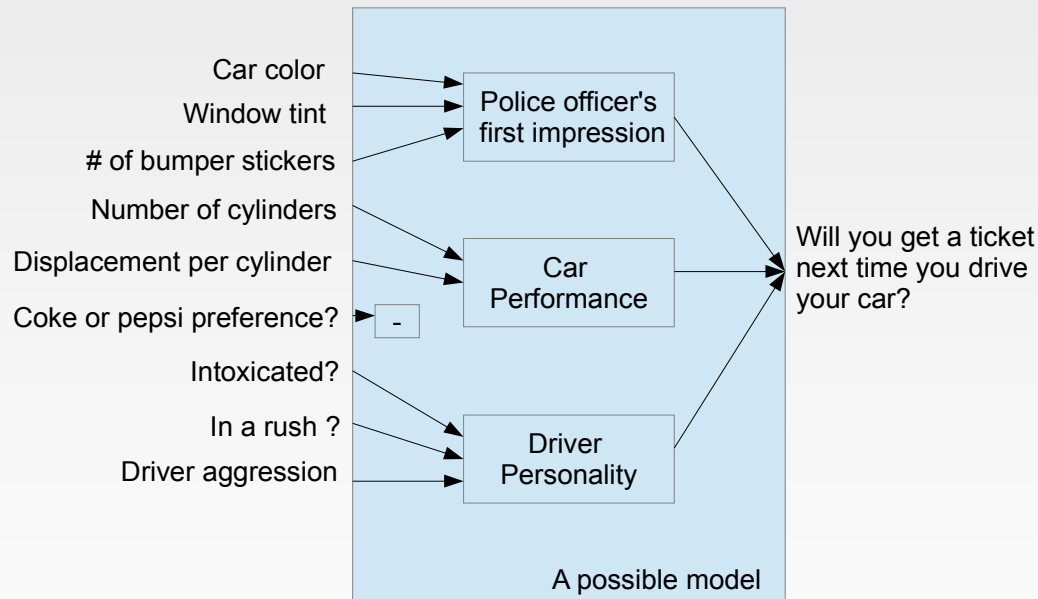 Car color
Window tint
# of bumper stickers
Number of cylinders
Displacement per cylinder
Coke or pepsi preference?
Intoxicated?
In a rush ?
Driver aggression
Police officer's
first impression
Car
Performance
-
Driver
Personality
A possible model
Will you get a ticket
next time you drive
your car?